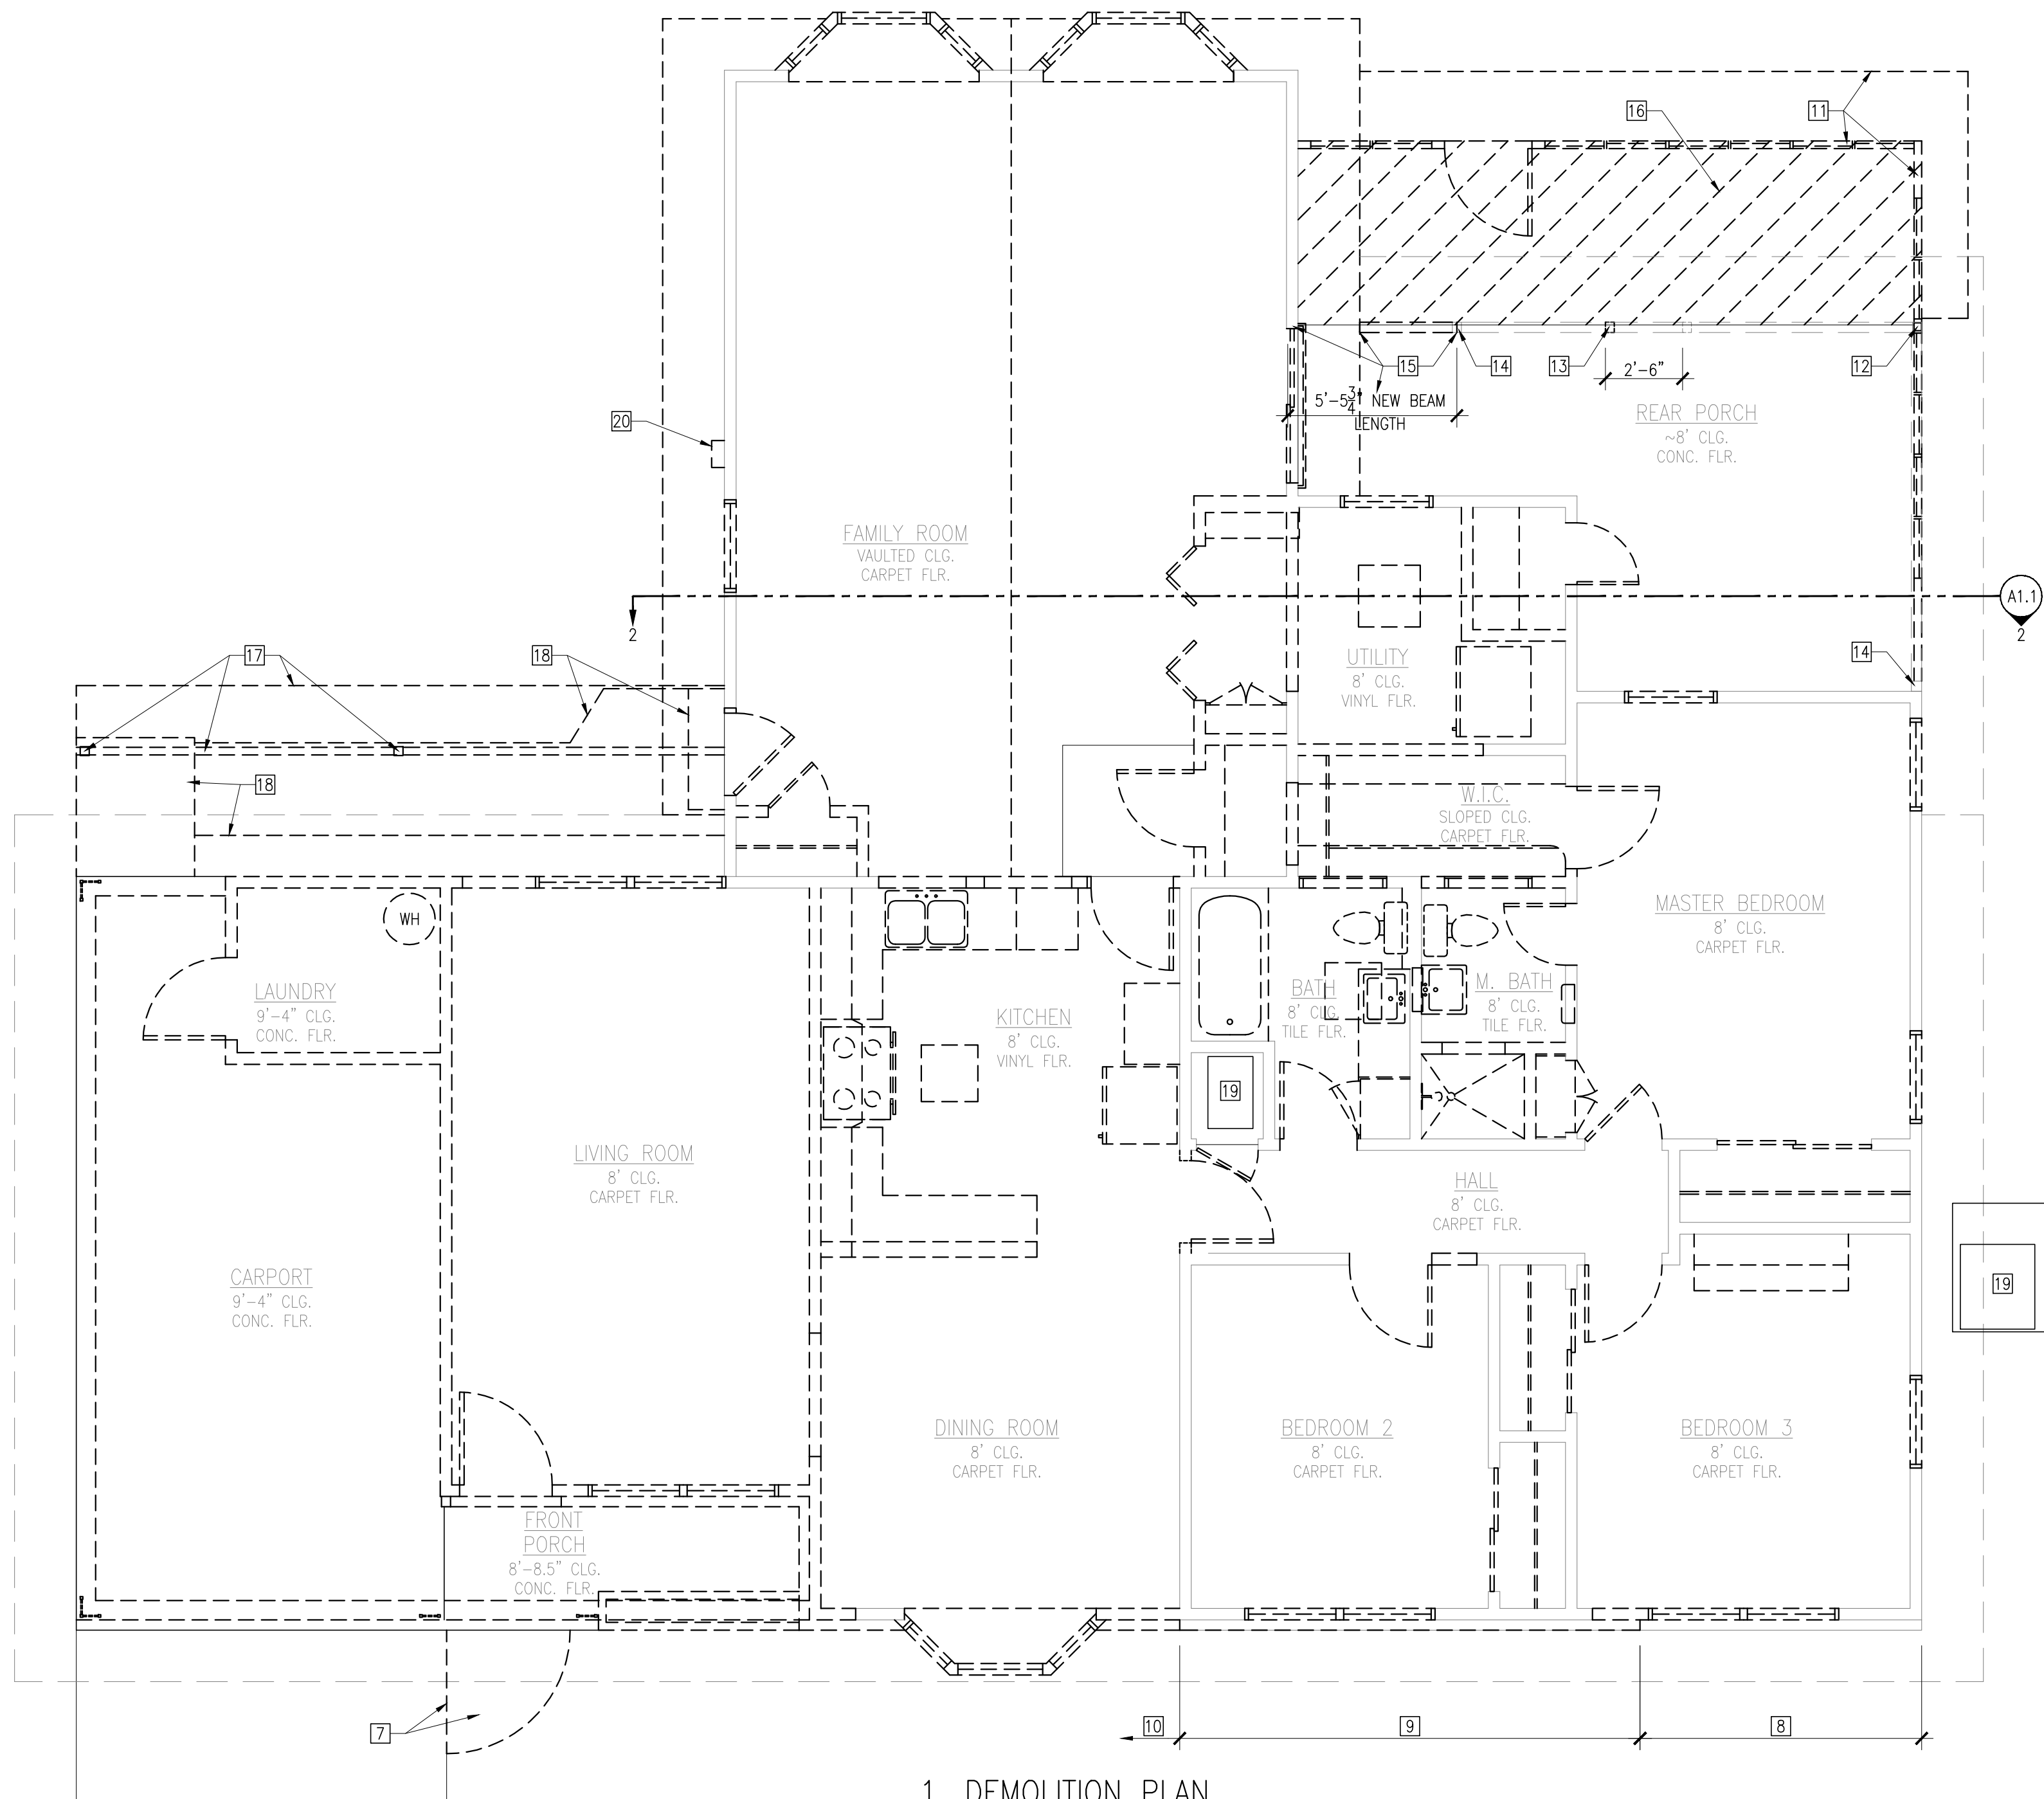 16
11
15
14
13
2'-6"
12
5'-5 3/4" NEW BEAM
LENGTH
REAR PORCH
~8' CLG.
CONC. FLR.
20
FAMILY ROOM
VAULTED CLG.
CARPET FLR.
2
A1.1
2
17
18
UTILITY
8' CLG.
VINYL FLR.
14
18
W.I.C.
SLOPED CLG.
CARPET FLR.
WH
MASTER BEDROOM
8' CLG.
CARPET FLR.
LAUNDRY
9'-4" CLG.
CONC. FLR.
KITCHEN
8' CLG.
VINYL FLR.
BATH
8' CLG.
TILE FLR.
M. BATH
8' CLG.
TILE FLR.
19
LIVING ROOM
8' CLG.
CARPET FLR.
HALL
8' CLG.
CARPET FLR.
CARPORT
9'-4" CLG.
CONC. FLR.
19
DINING ROOM
8' CLG.
CARPET FLR.
BEDROOM 2
8' CLG.
CARPET FLR.
BEDROOM 3
8' CLG.
CARPET FLR.
FRONT
PORCH
8'-8.5" CLG.
CONC. FLR.
7
10
9
8
1 DEMOLITION PLAN